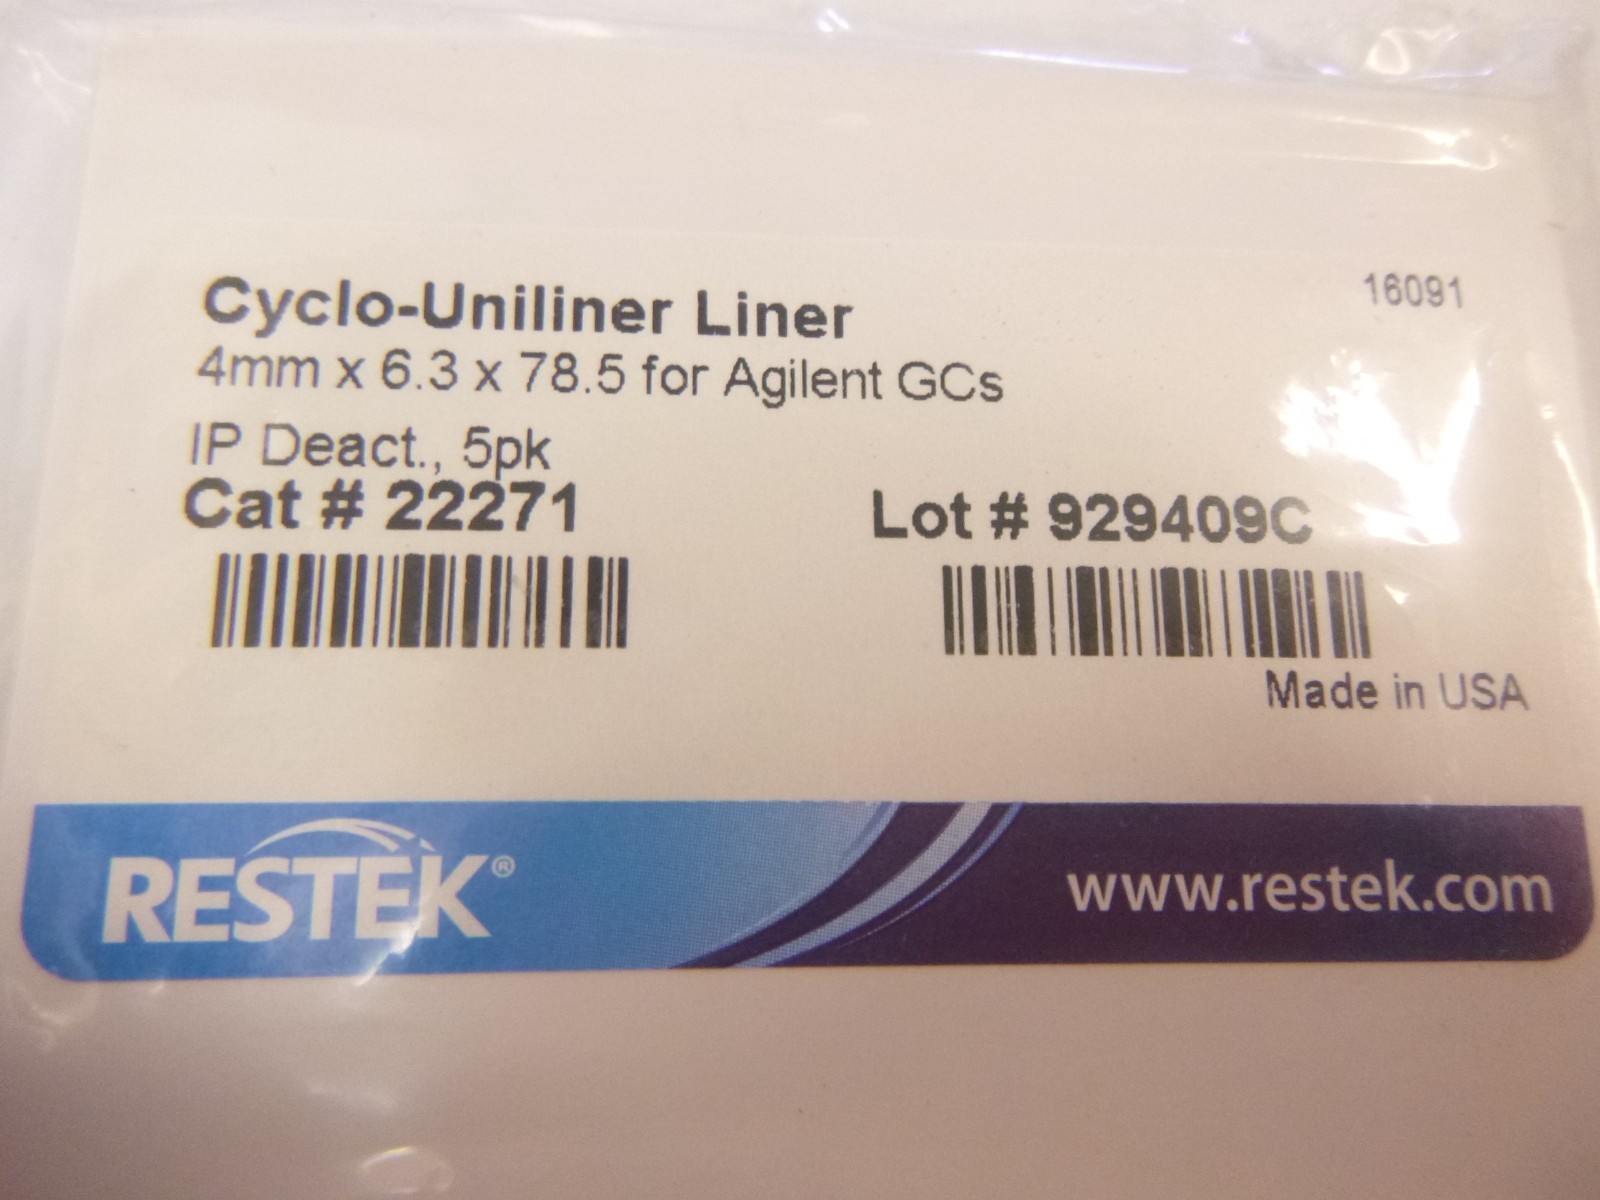 Cyclo-Uniliner Liner
16091
4mm x 6.3 x 78.5 for Agilent GCs
IP Deact., 5pk
Cat # 22271
Lot # 929409C
Made in USA
RESTEK®
www.restek.com